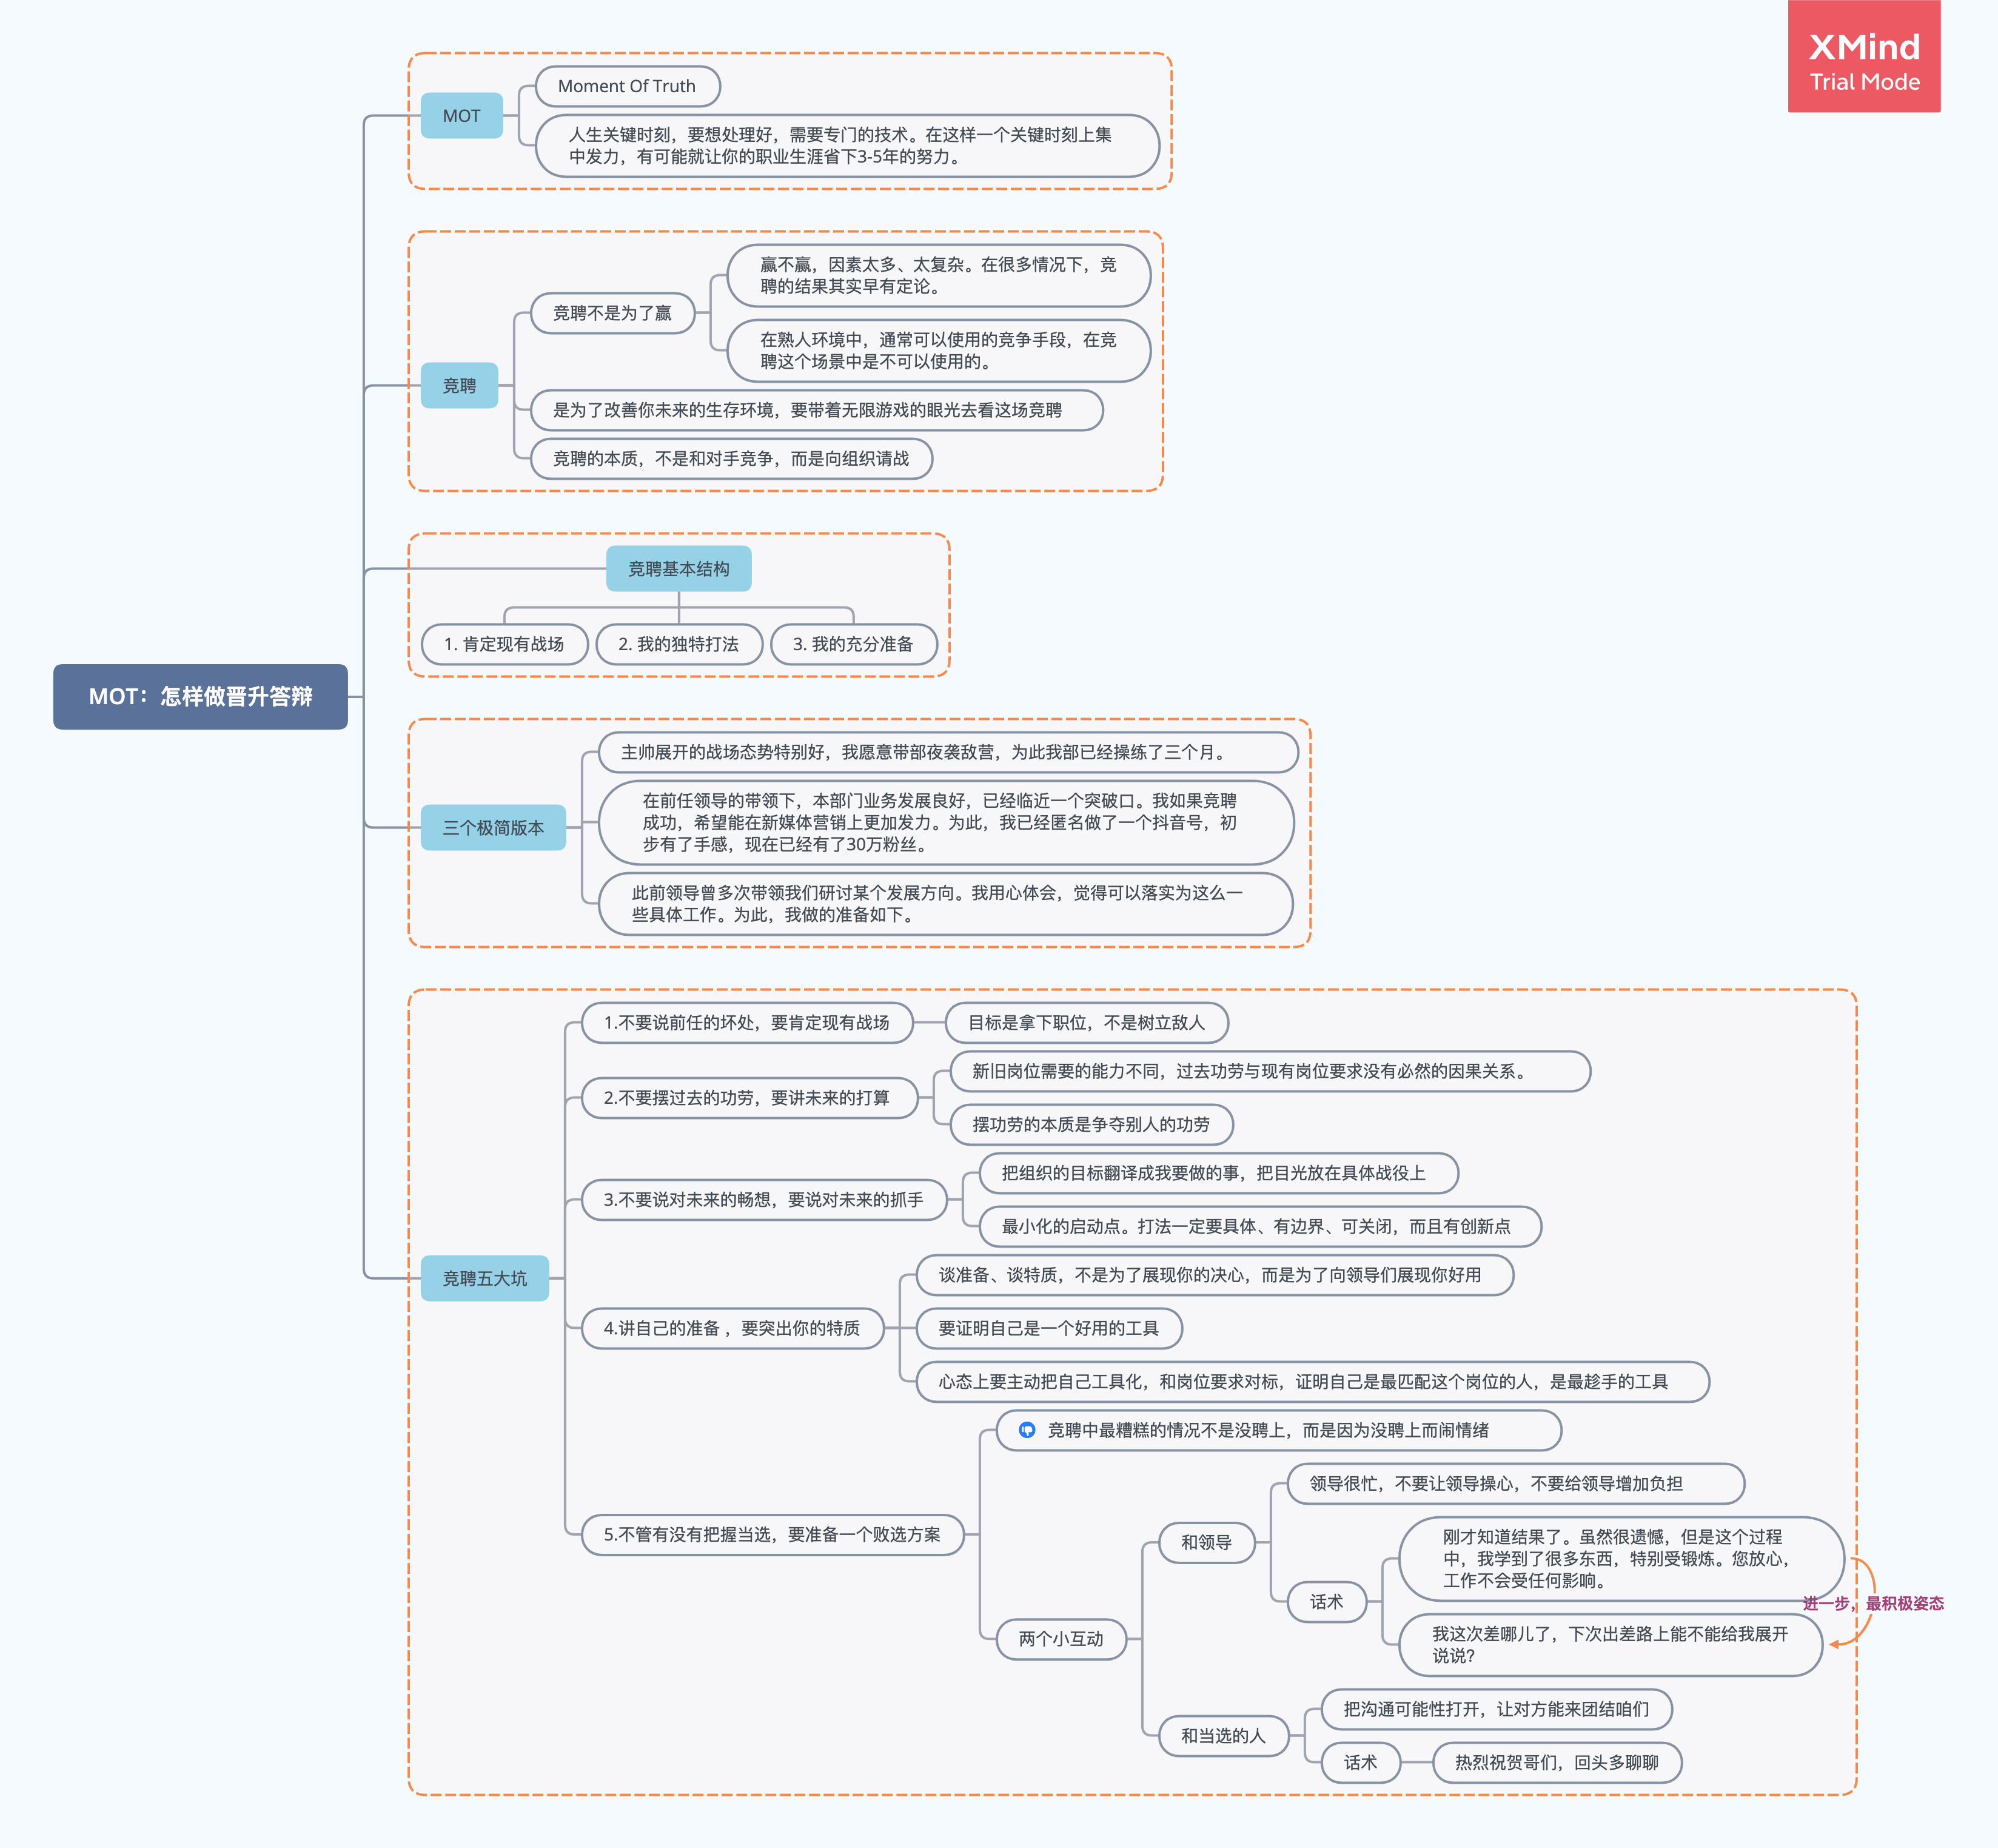 XMind
Trial Mode
MOT：怎样做晋升答辩
MOT
Moment Of Truth
人生关键时刻，要想处理好，需要专门的技术。在这样一个关键时刻上集
中发力，有可能就让你的职业生涯省下3-5年的努力。
竞聘
竞聘不是为了赢
赢不赢，因素太多、太复杂。在很多情况下，竞
聘的结果其实早有定论。
在熟人环境中，通常可以使用的竞争手段，在竞
聘这个场景中是不可以使用的。
是为了改善你未来的生存环境，要带着无限游戏的眼光去看这场竞聘
竞聘的本质，不是和对手竞争，而是向组织请战
竞聘基本结构
1. 肯定现有战场
2. 我的独特打法
3. 我的充分准备
三个极简版本
主帅展开的战场态势特别好，我愿意带部夜袭敌营，为此我部已经操练了三个月。
在前任领导的带领下，本部门业务发展良好，已经临近一个突破口。我如果竞聘
成功，希望能在新媒体营销上更加发力。为此，我已经匿名做了一个抖音号，初
步有了手感，现在已经有了30万粉丝。
此前领导曾多次带领我们研讨某个发展方向。我用心体会，觉得可以落实为这么一
些具体工作。为此，我做的准备如下。
竞聘五大坑
1.不要说前任的坏处，要肯定现有战场
目标是拿下职位，不是树立敌人
2.不要摆过去的功劳，要讲未来的打算
新旧岗位需要的能力不同，过去功劳与现有岗位要求没有必然的因果关系。
摆功劳的本质是争夺别人的功劳
3.不要说对未来的畅想，要说对未来的抓手
把组织的目标翻译成我要做的事，把目光放在具体战役上
最小化的启动点。打法一定要具体、有边界、可关闭，而且有创新点
4.讲自己的准备 ，要突出你的特质
谈准备、谈特质，不是为了展现你的决心，而是为了向领导们展现你好用
要证明自己是一个好用的工具
心态上要主动把自己工具化，和岗位要求对标，证明自己是最匹配这个岗位的人，是最趁手的工具
5.不管有没有把握当选，要准备一个败选方案
竞聘中最糟糕的情况不是没聘上，而是因为没聘上而闹情绪
两个小互动
和领导
领导很忙，不要让领导操心，不要给领导增加负担
话术
刚才知道结果了。虽然很遗憾，但是这个过程
中，我学到了很多东西，特别受锻炼。您放心，
工作不会受任何影响。
进一步，最积极姿态
我这次差哪儿了，下次出差路上能不能给我展开
说说？
和当选的人
把沟通可能性打开，让对方能来团结咱们
话术
热烈祝贺哥们，回头多聊聊